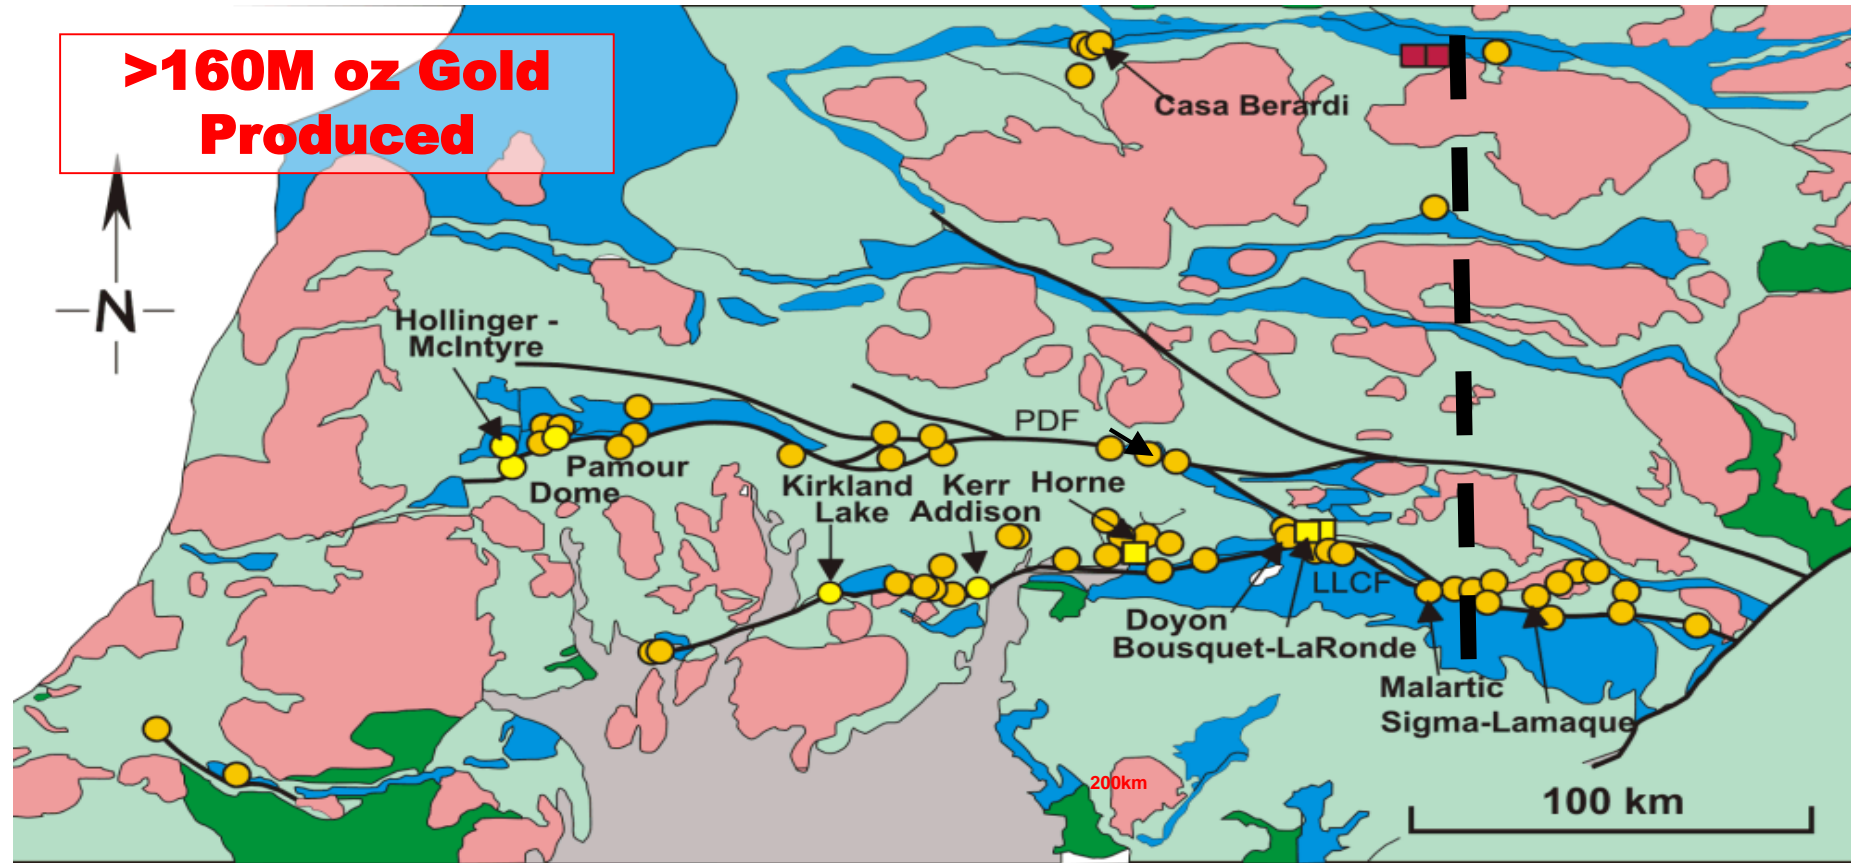 >160M oz Gold
Produced
Casa Berardi
N
Hollinger -
McIntyre
PDF
Pamour
Dome
Kirkland
Lake
Kerr
Addison
Horne
LLCF
Doyon
Bousquet-LaRonde
Malartic
Sigma-Lamaque
200km
100 km